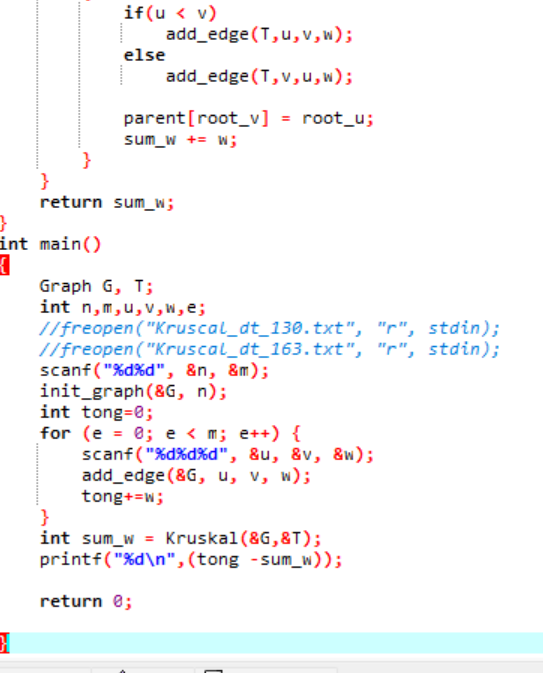 if(u < v)
add_edge(T,u,v,w);
else
add_edge(T,v,u,w);
parent[root_v] = root_u;
sum_w += w;
}
}
return sum_w;
}
int main()
{
Graph G, T;
int n,m,u,v,w,e;
//freopen("Kruscal_dt_130.txt", "r", stdin);
//freopen("Kruscal_dt_163.txt", "r", stdin);
scanf("%d%d", &n, &m);
init_graph(&G, n);
int tong=0;
for (e = 0; e < m; e++) {
scanf("%d%d%d", &u, &v, &w);
add_edge(&G, u, v, w);
tong+=w;
}
int sum_w = Kruskal(&G,&T);
printf("%d\n",(tong -sum_w));
return 0;
}